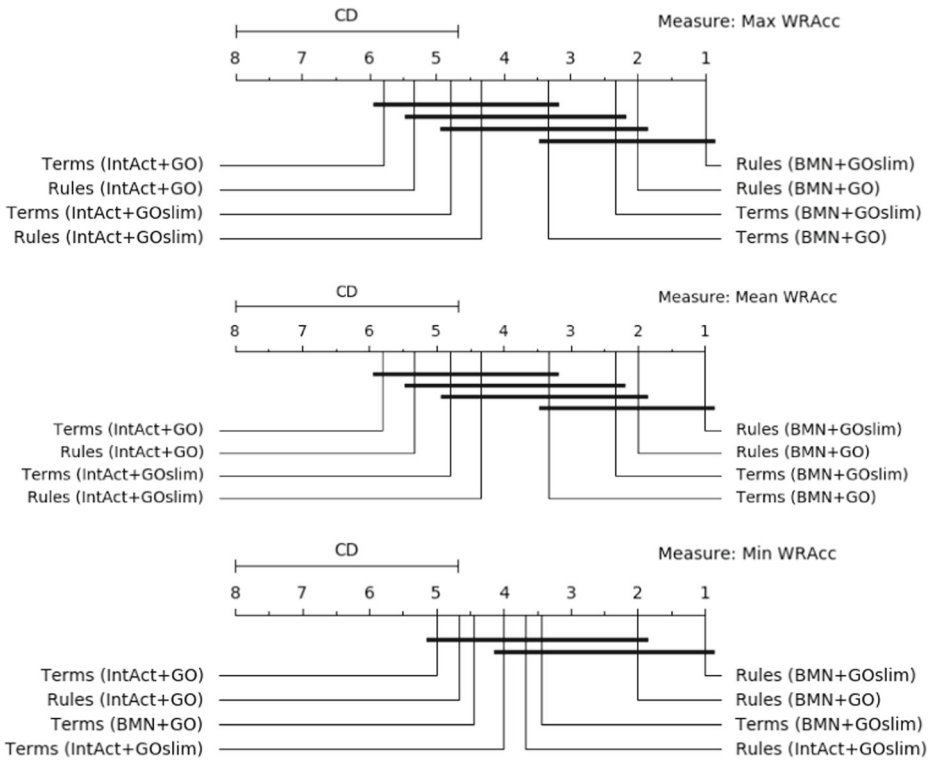 CD
Measure: Max WRAcc
8 7 6 5 4 3 2 1
Terms (IntAct+GO)
Rules (BMN+GOslim)
Rules (IntAct+GO)
Rules (BMN+GO)
Terms (IntAct+GOslim)
Terms (BMN+GOslim)
Rules (IntAct+GOslim)
Terms (BMN+GO)
CD
Measure: Mean WRAcc
8 7 6 5 4 3 2 1
Terms (IntAct+GO)
Rules (BMN+GOslim)
Rules (IntAct+GO)
Rules (BMN+GO)
Terms (IntAct+GOslim)
Terms (BMN+GOslim)
Rules (IntAct+GOslim)
Terms (BMN+GO)
CD
Measure: Min WRAcc
8 7 6 5 4 3 2 1
Terms (IntAct+GO)
Rules (BMN+GOslim)
Rules (IntAct+GO)
Rules (BMN+GO)
Terms (BMN+GO)
Terms (BMN+GOslim)
Terms (IntAct+GOslim)
Rules (IntAct+GOslim)